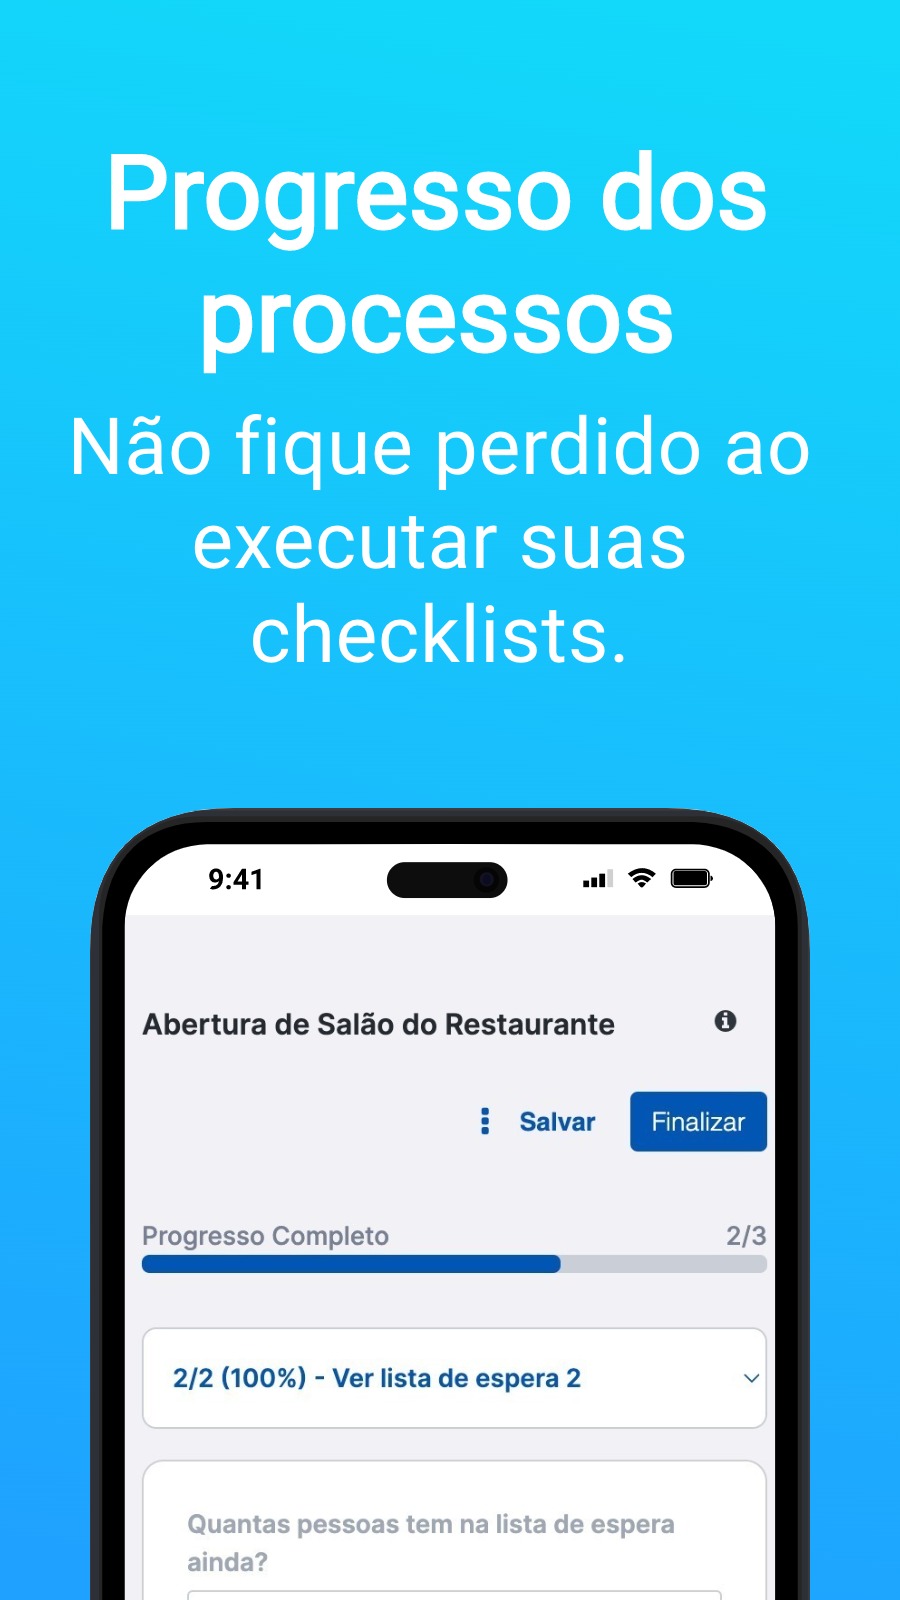 Progresso dos
processos
Não fique perdido ao
executar suas
checklists.
9:41
Abertura de Salão do Restaurante
Salvar
Finalizar
Progresso Completo
2/3
2/2 (100%) - Ver lista de espera 2
Quantas pessoas tem na lista de espera
ainda?